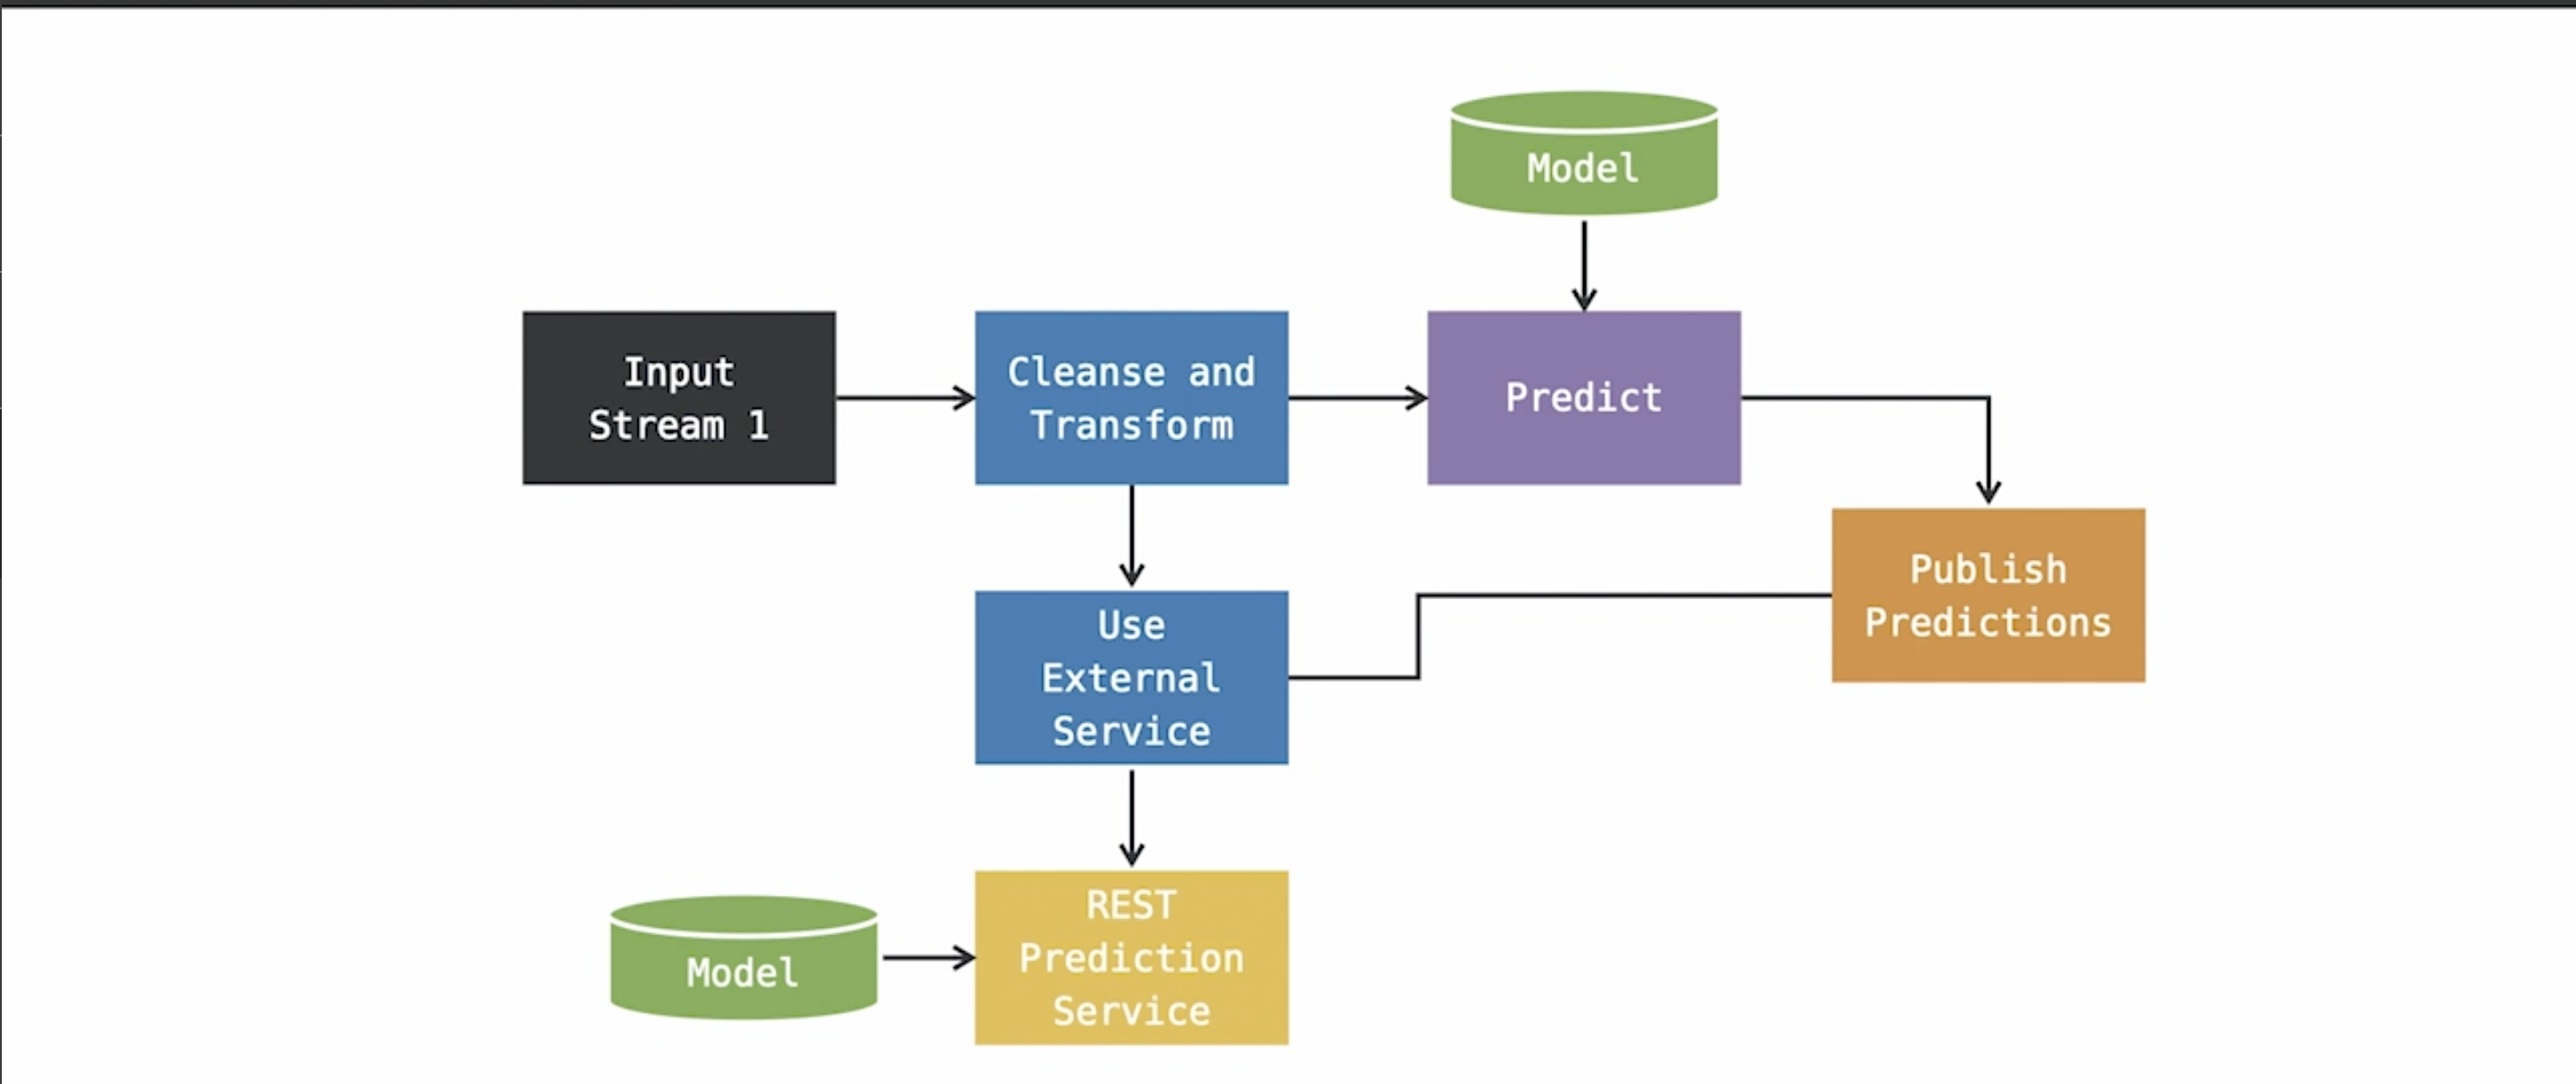 Model
Input
Stream 1
Cleanse and
Transform
Predict
Publish
Predictions
Use
External
Service
Model
REST
Prediction
Service